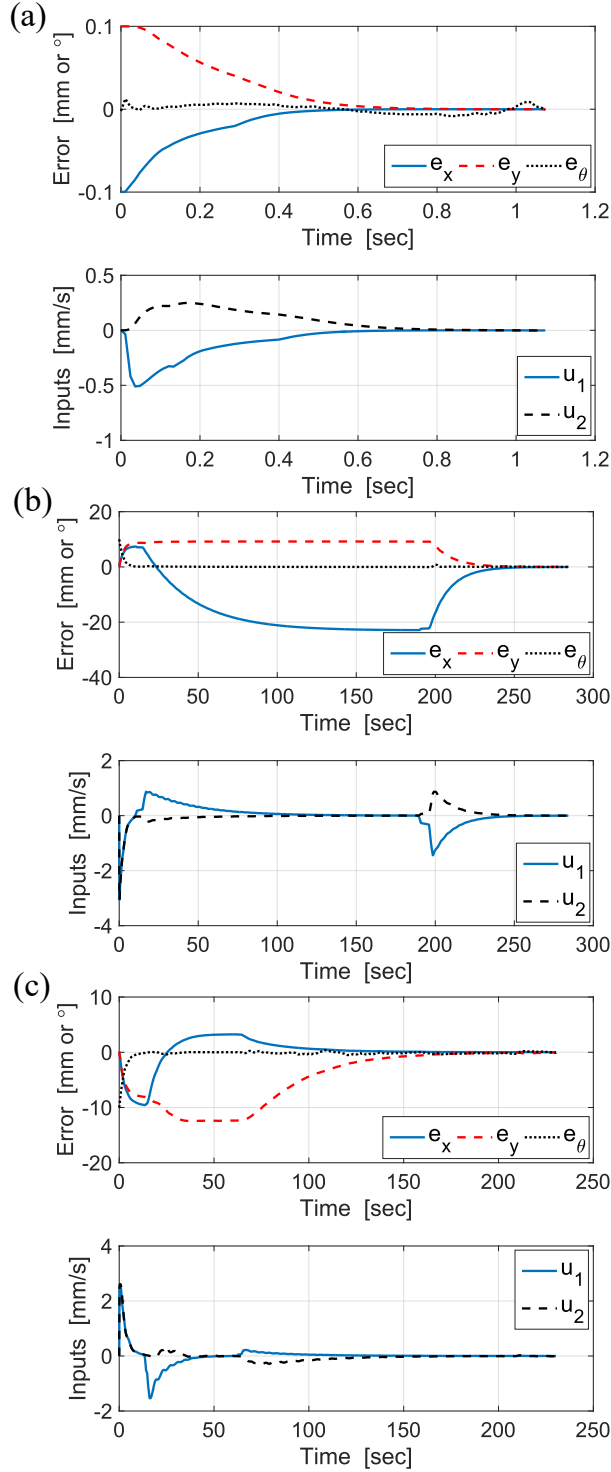 (a)
0.1
0
-0.1
Error [mm or °]
e_x e_y e_θ
0 0.2 0.4 0.6 0.8 1 1.2
Time [sec]
0.5
0
-0.5
-1
Inputs [mm/s]
u_1
u_2
0 0.2 0.4 0.6 0.8 1 1.2
Time [sec]
(b)
20
0
-20
-40
Error [mm or °]
e_x e_y e_θ
0 50 100 150 200 250 300
Time [sec]
2
0
-2
-4
Inputs [mm/s]
u_1
u_2
0 50 100 150 200 250 300
Time [sec]
(c)
10
0
-10
-20
Error [mm or °]
e_x e_y e_θ
0 50 100 150 200 250
Time [sec]
4
2
0
-2
Inputs [mm/s]
u_1
u_2
0 50 100 150 200 250
Time [sec]